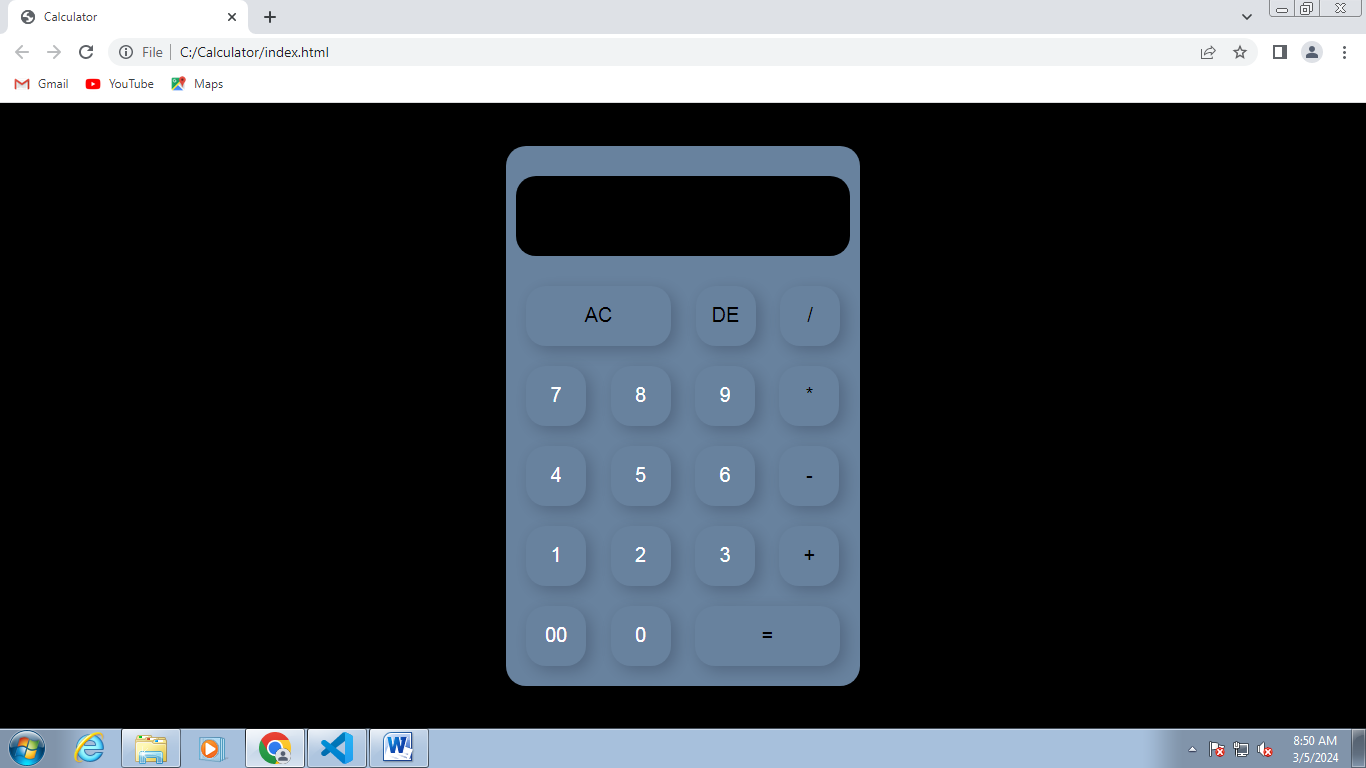 Calculator
File C:/Calculator/index.html
Gmail YouTube Maps
AC DE /
7 8 9 *
4 5 6 -
1 2 3 +
00 0 =
8:50 AM
3/5/2024